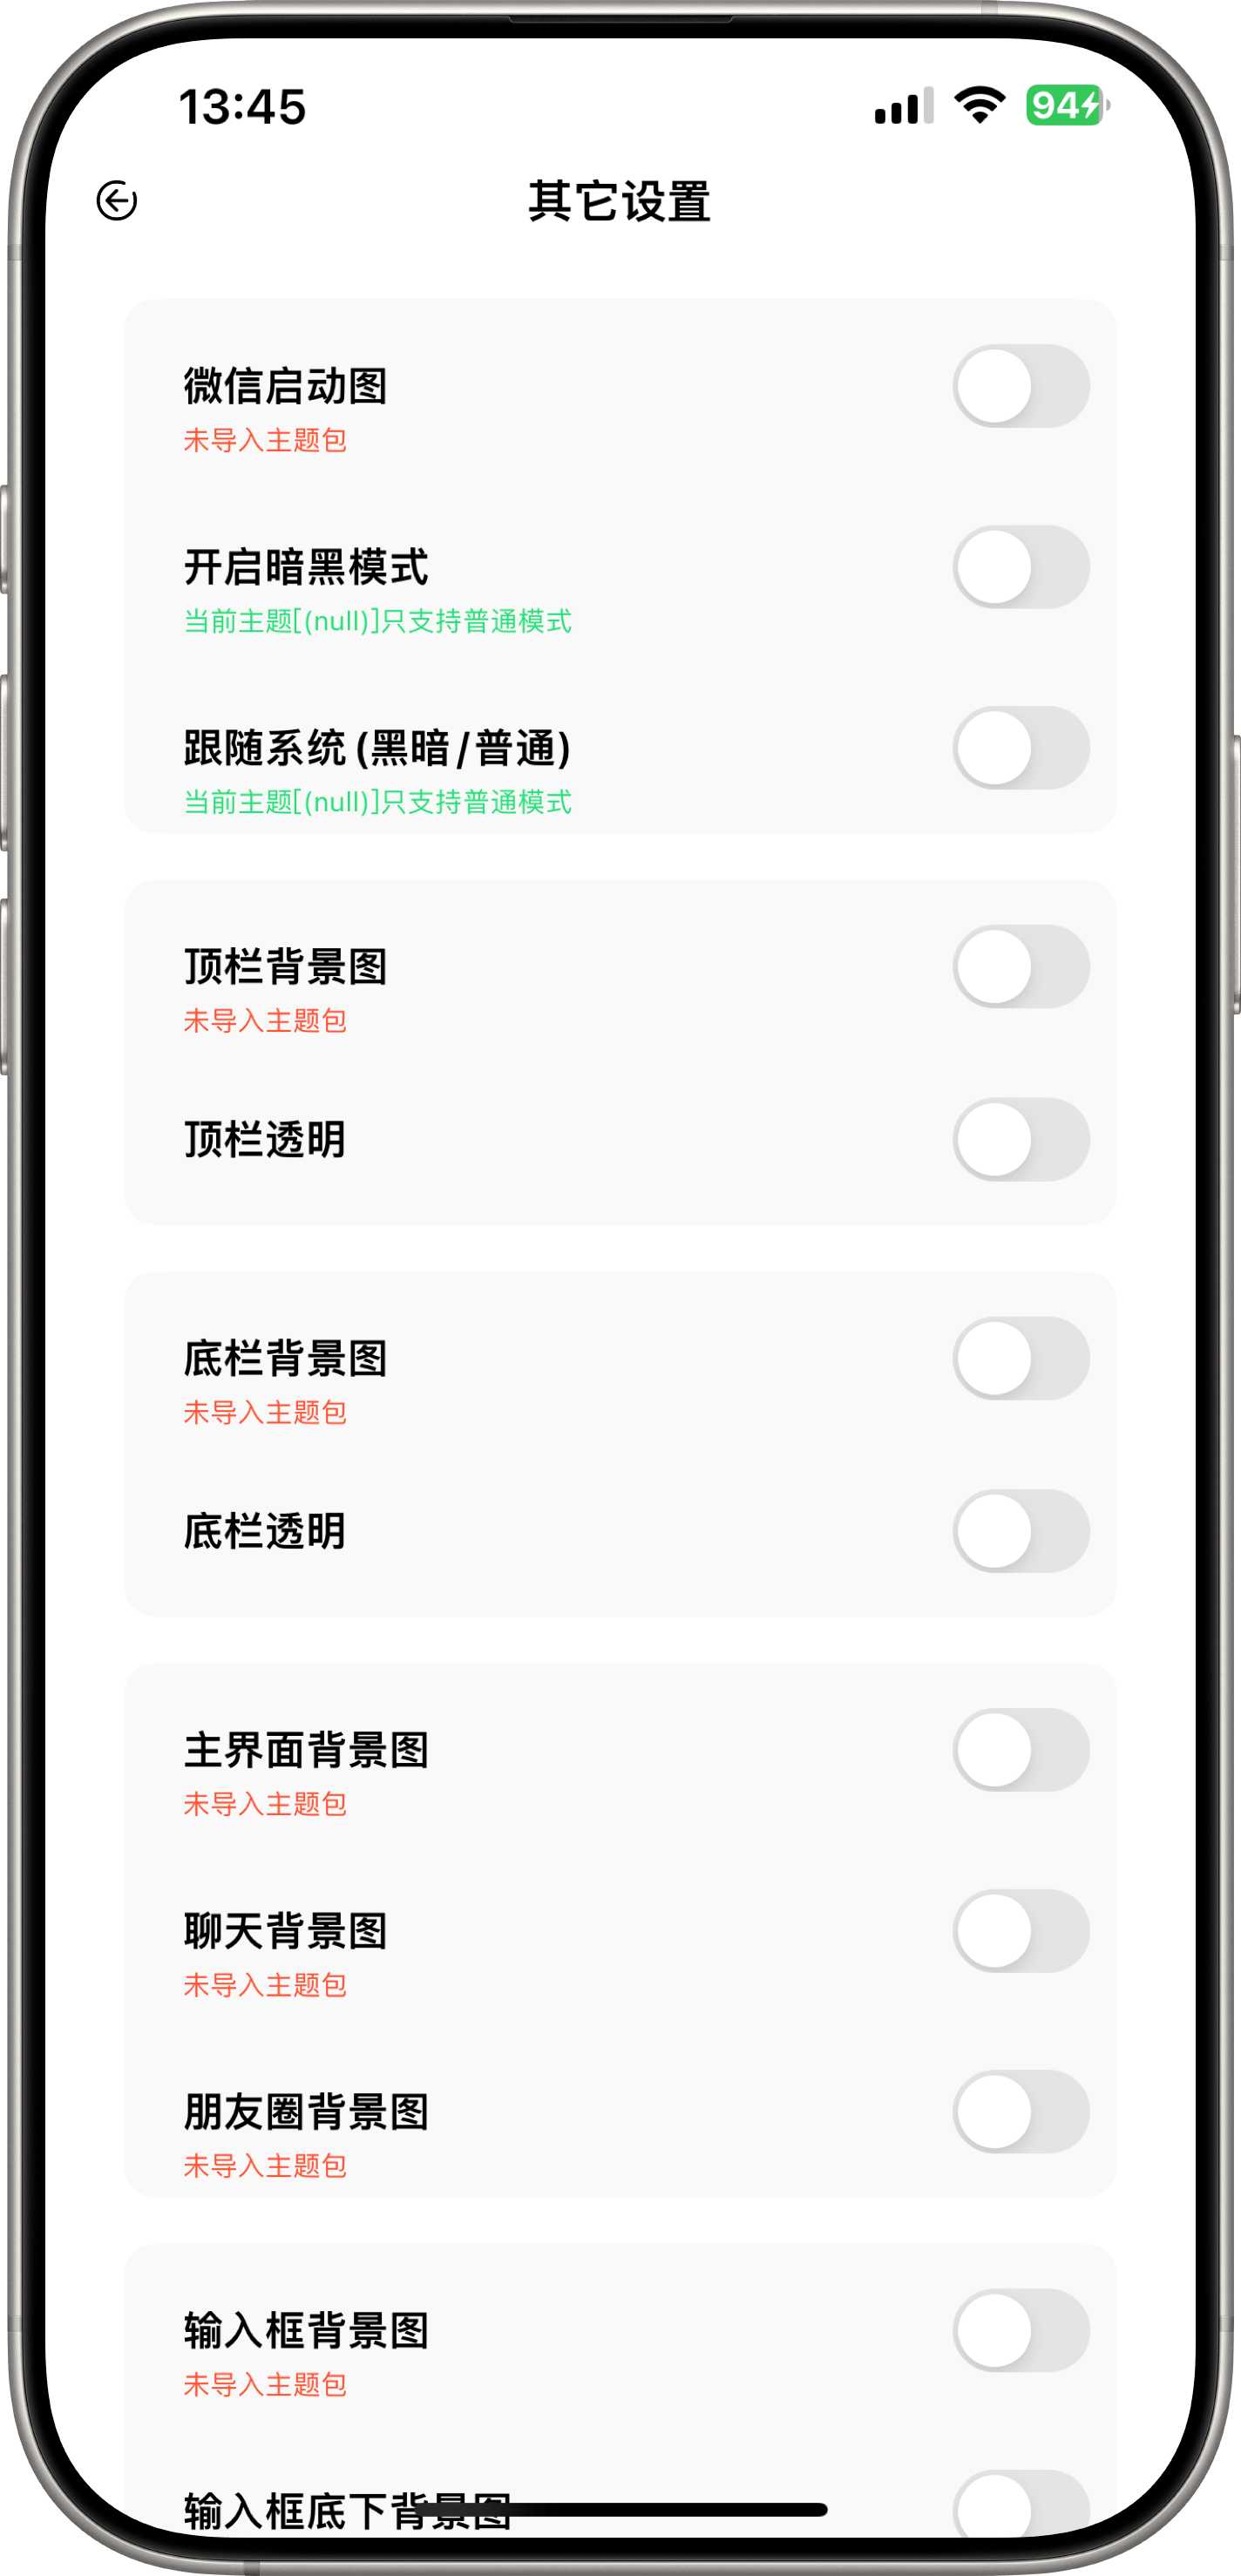 13:45
94
其它设置
微信启动图
未导入主题包
开启暗黑模式
当前主题[(null)]只支持普通模式
跟随系统(黑暗/普通)
当前主题[(null)]只支持普通模式
顶栏背景图
未导入主题包
顶栏透明
底栏背景图
未导入主题包
底栏透明
主界面背景图
未导入主题包
聊天背景图
未导入主题包
朋友圈背景图
未导入主题包
输入框背景图
未导入主题包
输入框底下背景图